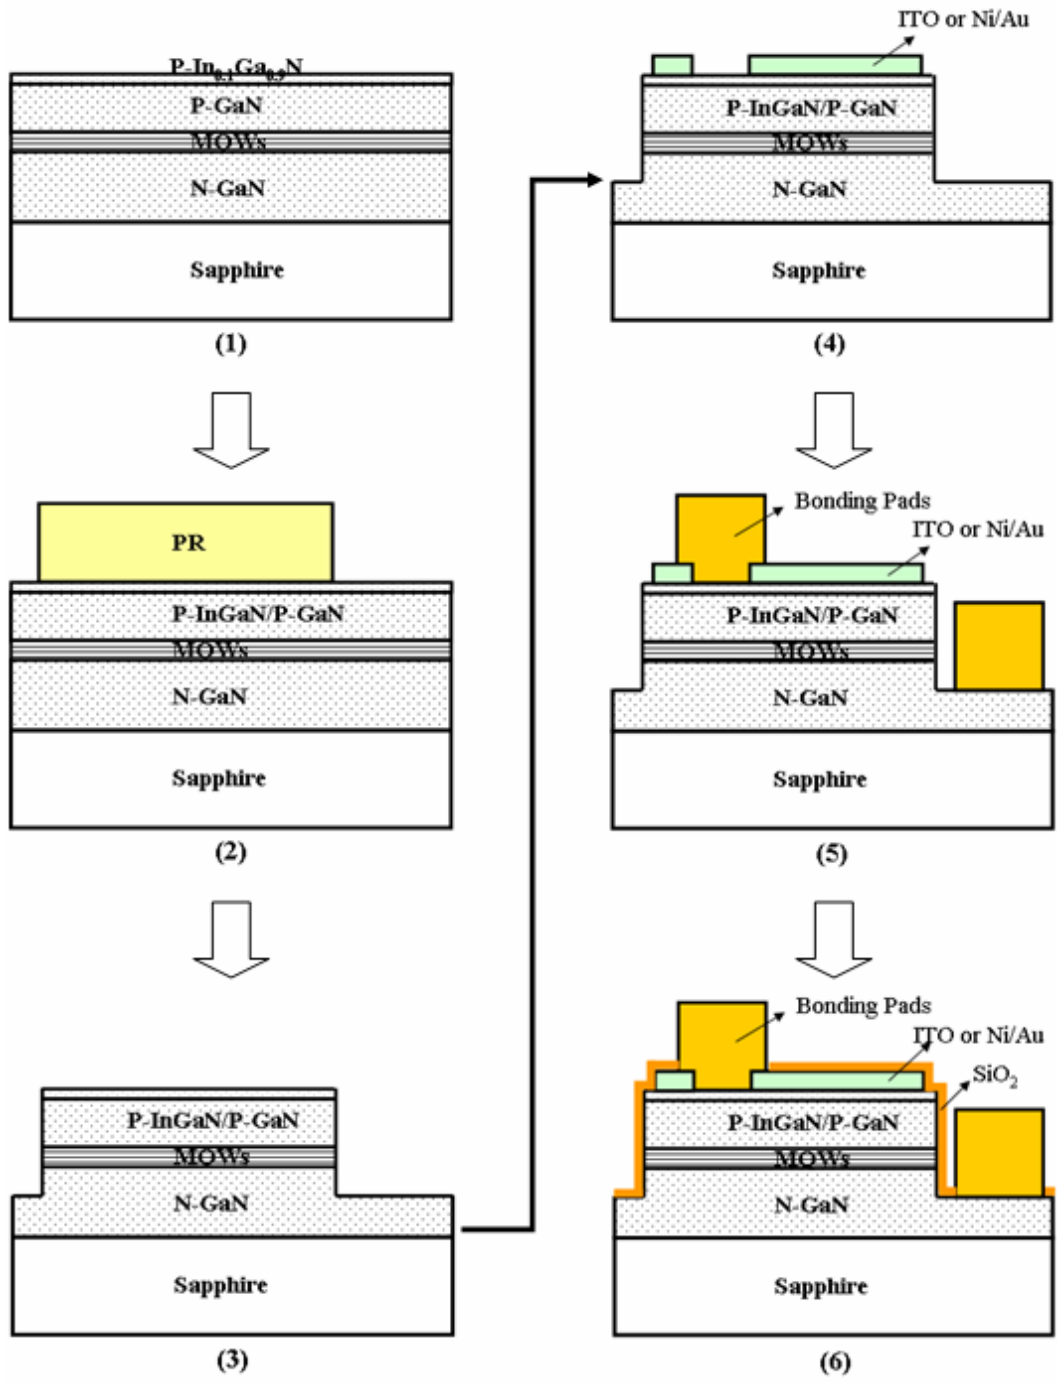 P-In0.1Ga0.9N
P-GaN
MQWs
N-GaN
Sapphire
(1)
PR
P-InGaN/P-GaN
MQWs
N-GaN
Sapphire
(2)
P-InGaN/P-GaN
MQWs
N-GaN
Sapphire
(3)
ITO or Ni/Au
P-InGaN/P-GaN
MQWs
N-GaN
Sapphire
(4)
Bonding Pads
ITO or Ni/Au
P-InGaN/P-GaN
MQWs
N-GaN
Sapphire
(5)
Bonding Pads
ITO or Ni/Au
SiO2
P-InGaN/P-GaN
MQWs
N-GaN
Sapphire
(6)